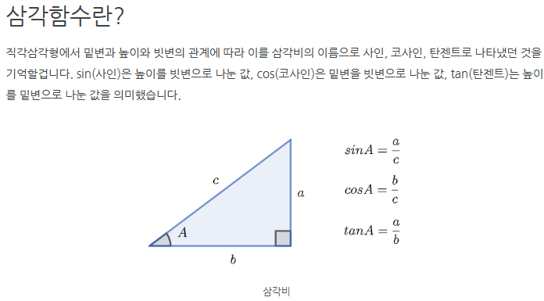 삼각함수란?
직각삼각형에서 밑변과 높이와 빗변의 관계에 따라 이를 삼각비의 이름으로 사인, 코사인, 탄젠트로 나타냈던 것을
기억할겁니다. sin(사인)은 높이를 빗변으로 나눈 값, cos(코사인)은 밑변을 빗변으로 나눈 값, tan(탄젠트)는 높이
를 밑변으로 나눈 값을 의미했습니다.
c
a
A
b
sinA = a/c
cosA = b/c
tanA = a/b
삼각비